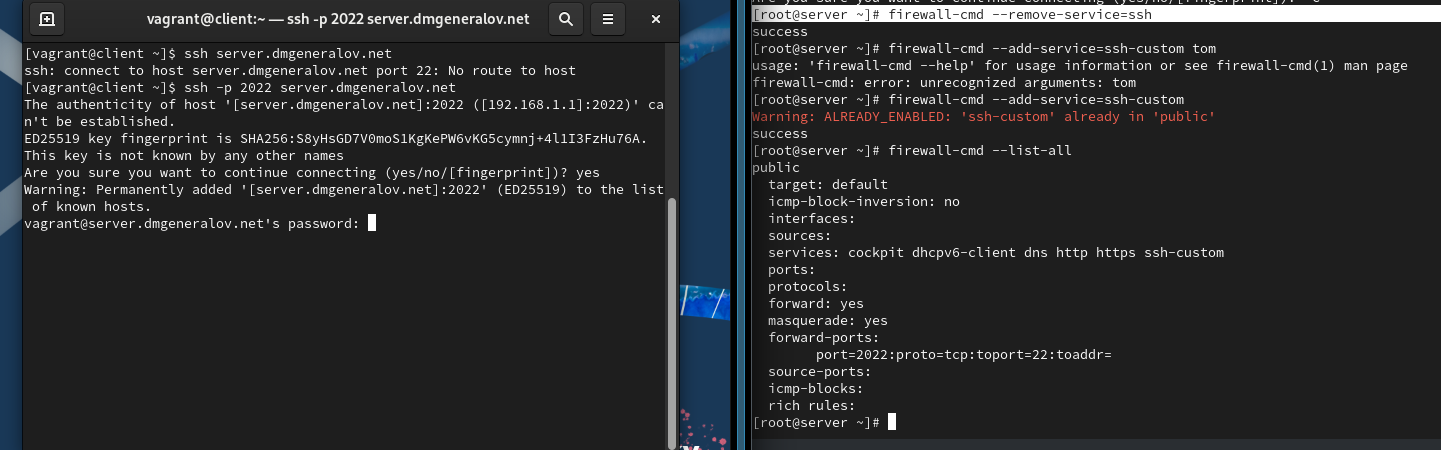 vagrant@client:~ — ssh -p 2022 server.dmgeneralov.net
[vagrant@client ~]$ ssh server.dmgeneralov.net
ssh: connect to host server.dmgeneralov.net port 22: No route to host
[vagrant@client ~]$ ssh -p 2022 server.dmgeneralov.net
The authenticity of host '[server.dmgeneralov.net]:2022 ([192.168.1.1]:2022)' ca
n't be established.
ED25519 key fingerprint is SHA256:S8yHsGD7V0moS1KgKePW6vKG5cymnj+4l1I3FzHu76A.
This key is not known by any other names
Are you sure you want to continue connecting (yes/no/[fingerprint])? yes
Warning: Permanently added '[server.dmgeneralov.net]:2022' (ED25519) to the list
 of known hosts.
vagrant@server.dmgeneralov.net's password:
[root@server ~]# firewall-cmd --remove-service=ssh
success
[root@server ~]# firewall-cmd --add-service=ssh-custom tom
usage: 'firewall-cmd --help' for usage information or see firewall-cmd(1) man page
firewall-cmd: error: unrecognized arguments: tom
[root@server ~]# firewall-cmd --add-service=ssh-custom
Warning: ALREADY_ENABLED: 'ssh-custom' already in 'public'
success
[root@server ~]# firewall-cmd --list-all
public
  target: default
  icmp-block-inversion: no
  interfaces:
  sources:
  services: cockpit dhcpv6-client dns http https ssh-custom
  ports:
  protocols:
  forward: yes
  masquerade: yes
  forward-ports:
        port=2022:proto=tcp:toport=22:toaddr=
  source-ports:
  icmp-blocks:
  rich rules:
[root@server ~]#